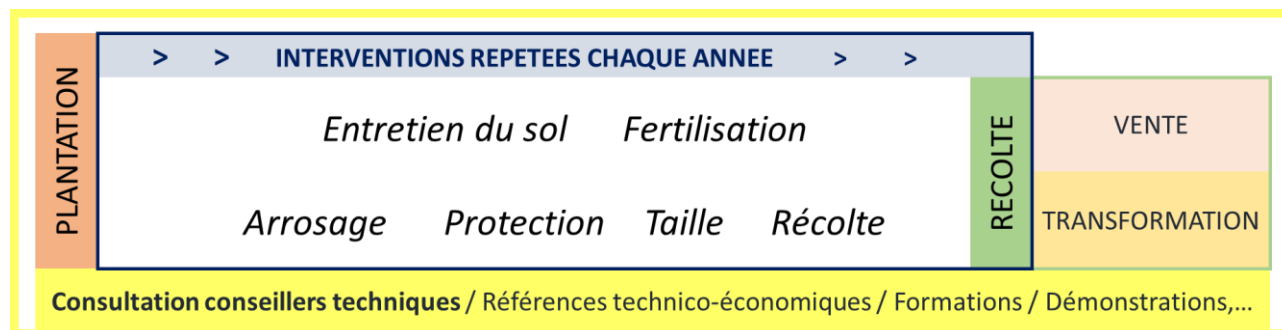 PLANTATION
> > INTERVENTIONS REPETEES CHAQUE ANNEE > >
Entretien du sol Fertilisation
Arrosage Protection Taille Récolte
RECOLTE
VENTE
TRANSFORMATION
Consultation conseillers techniques / Références technico-économiques / Formations / Démonstrations,...